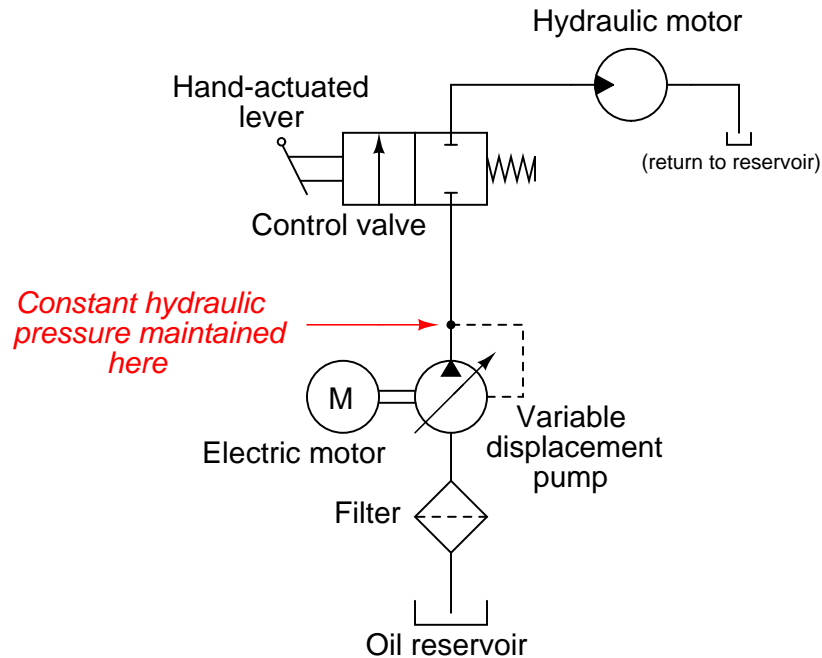 Hydraulic motor
Hand-actuated
lever
(return to reservoir)
Control valve
Constant hydraulic
pressure maintained
here
M
Variable
displacement
pump
Electric motor
Filter
Oil reservoir